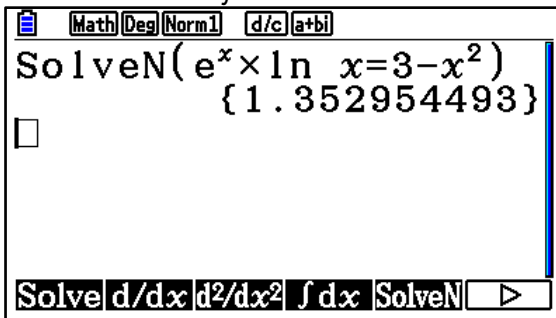 Math Deg Norm1 d/c a+bi
SolveN(eˣ×ln x=3−x²)
{1.352954493}
Solve d/dx d²/dx² ∫dx SolveN ▷